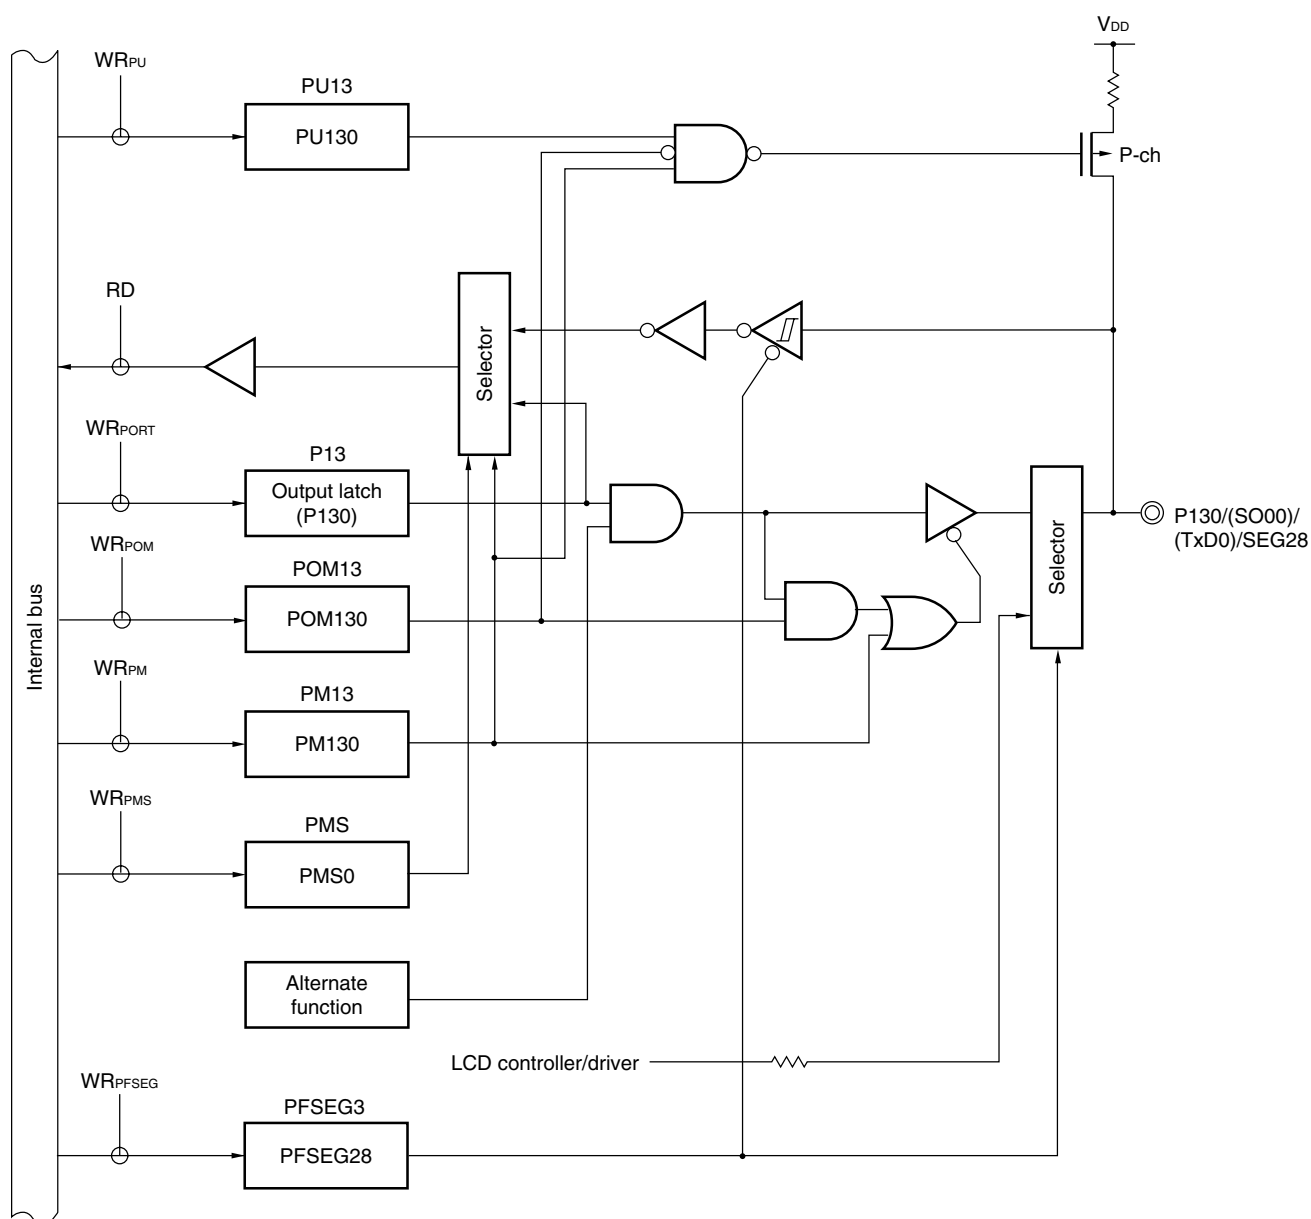 VDD
WRPU
PU13
PU130
P-ch
RD
Selector
WRPORT
P13
Output latch
(P130)
P130/(SO00)/
(TxD0)/SEG28
WRPOM
POM13
POM130
Selector
Internal bus
WRPM
PM13
PM130
WRPMS
PMS
PMS0
Alternate
function
LCD controller/driver
WRPFSEG
PFSEG3
PFSEG28